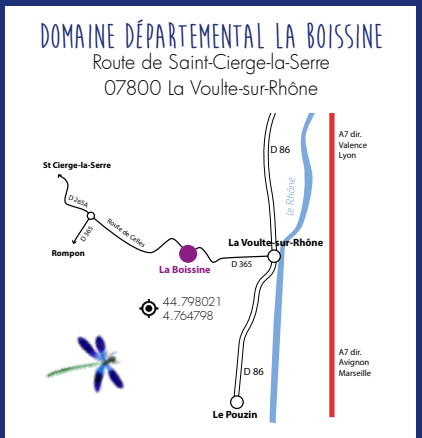 DOMAINE DÉPARTEMENTAL LA BOISSINE
Route de Saint-Cierge-la-Serre
07800 La Voulte-sur-Rhône
D 86
le Rhône
A7 dir.
Valence
Lyon
St Cierge-la-Serre
D 265A
D 365
Route de Celles
Rompon
La Boissine
La Voulte-sur-Rhône
D 365
44.798021
4.764798
D 86
A7 dir.
Avignon
Marseille
Le Pouzin